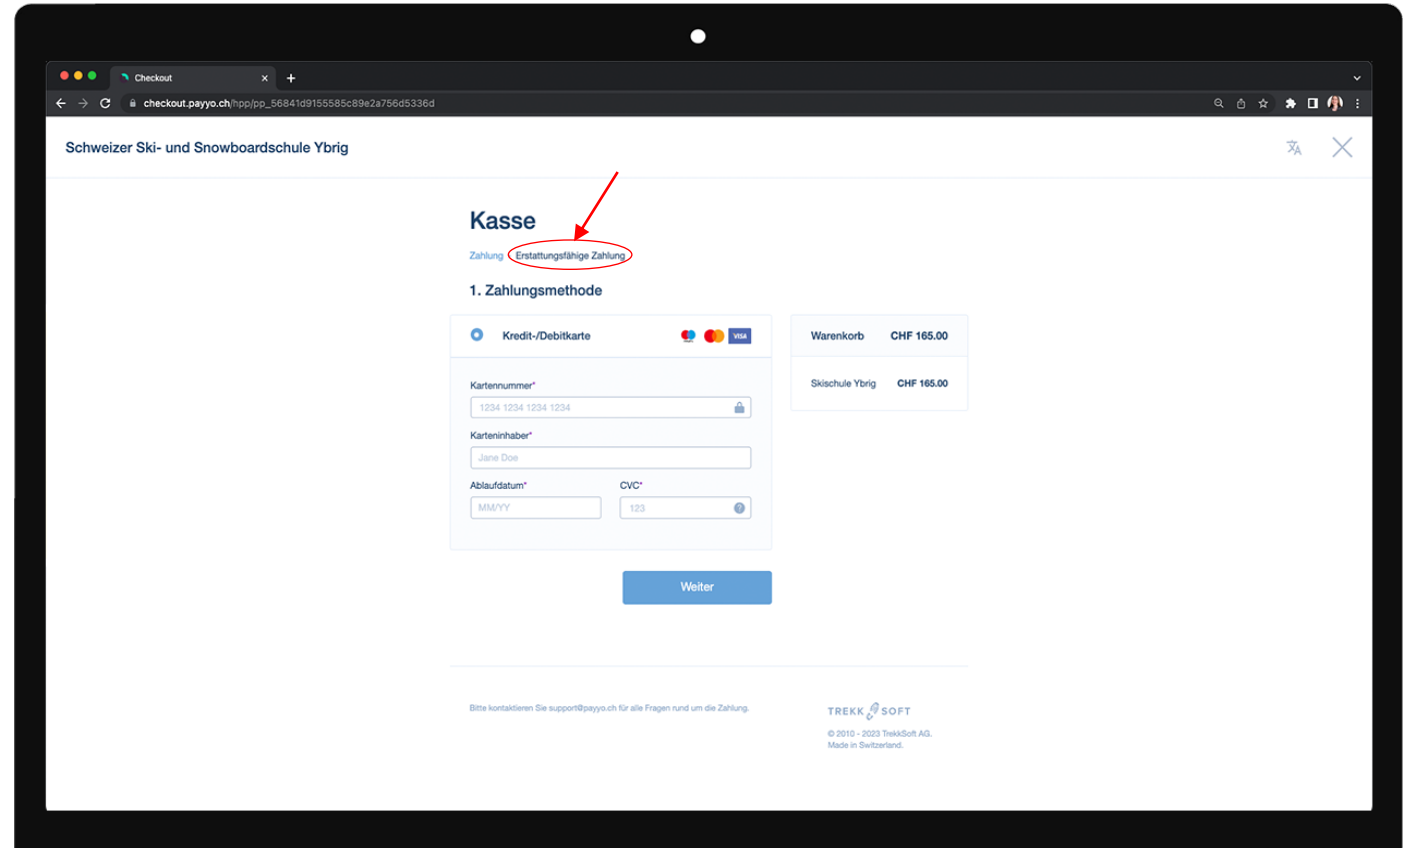 Checkout
checkout.payyo.ch/hpp/pp_56841d9155585c89e2a756d5336d
Schweizer Ski- und Snowboardschule Ybrig
Kasse
Zahlung Erstattungsfähige Zahlung
1. Zahlungsmethode
Kredit-/Debitkarte VISA
Warenkorb CHF 165.00
Skischule Ybrig CHF 165.00
Kartennummer*
1234 1234 1234 1234
Karteninhaber*
Jane Doe
Ablaufdatum* CVC*
MM/YY 123 ?
Weiter
Bitte kontaktieren Sie support@payyo.ch für alle Fragen rund um die Zahlung.
TREKK SOFT
© 2010 - 2023 TrekkSoft AG.
Made in Switzerland.